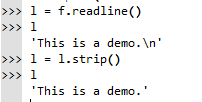 >>> l = f.readline()
>>> l
'This is a demo.\n'
>>> l = l.strip()
>>> l
'This is a demo.'